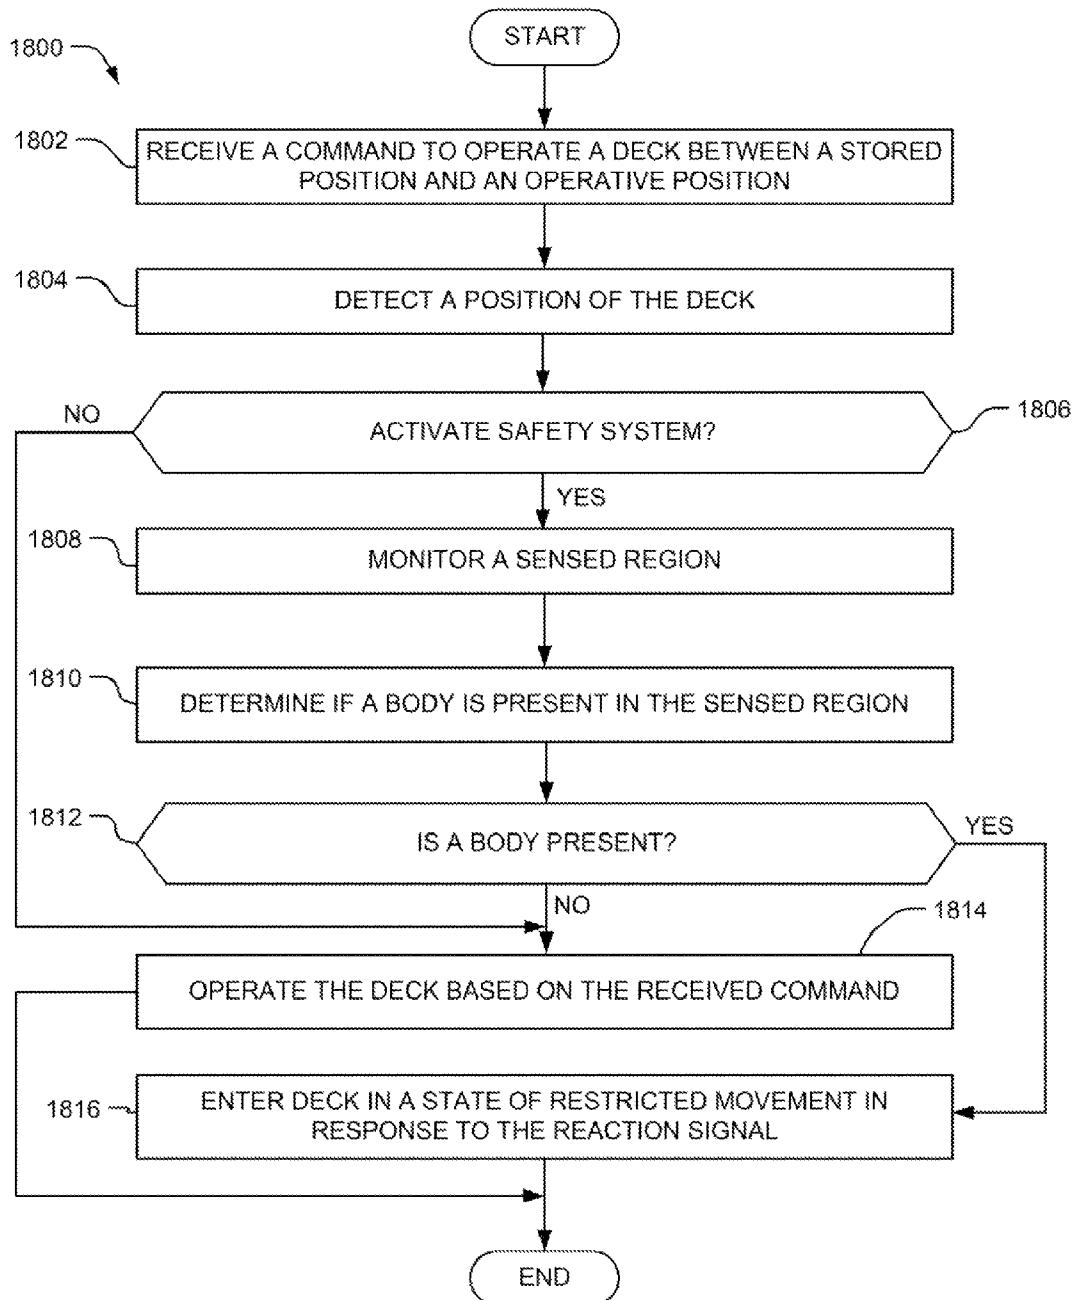 START
1800
1802
RECEIVE A COMMAND TO OPERATE A DECK BETWEEN A STORED
POSITION AND AN OPERATIVE POSITION
1804
DETECT A POSITION OF THE DECK
NO
ACTIVATE SAFETY SYSTEM?
1806
YES
1808
MONITOR A SENSED REGION
1810
DETERMINE IF A BODY IS PRESENT IN THE SENSED REGION
1812
IS A BODY PRESENT?
YES
NO
1814
OPERATE THE DECK BASED ON THE RECEIVED COMMAND
1816
ENTER DECK IN A STATE OF RESTRICTED MOVEMENT IN
RESPONSE TO THE REACTION SIGNAL
END